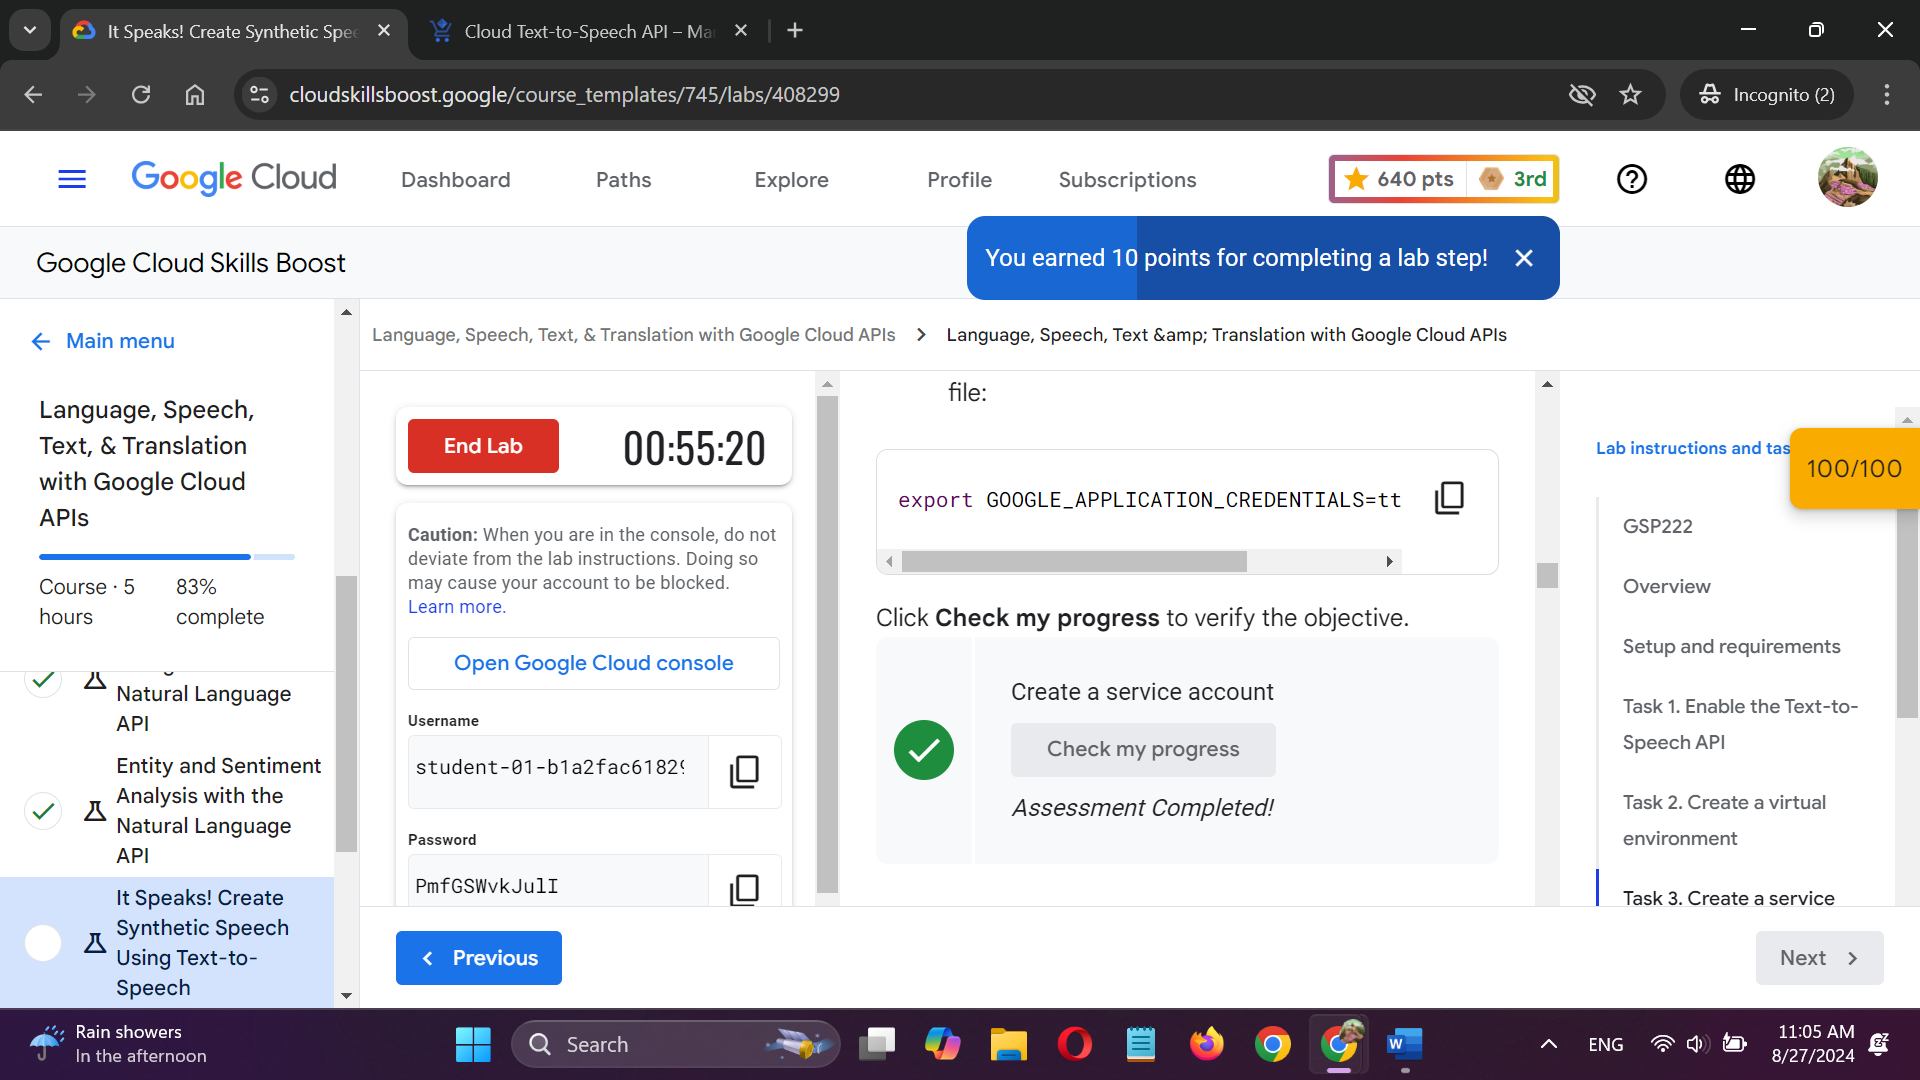 It Speaks! Create Synthetic Spee
Cloud Text-to-Speech API – Ma
cloudskillsboost.google/course_templates/745/labs/408299
Incognito (2)
Google Cloud
Dashboard
Paths
Explore
Profile
Subscriptions
640 pts
3rd
Google Cloud Skills Boost
You earned 10 points for completing a lab step!
Main menu
Language, Speech,
Text, & Translation
with Google Cloud
APIs
Course · 5
hours
83%
complete
Natural Language
API
Entity and Sentiment
Analysis with the
Natural Language
API
It Speaks! Create
Synthetic Speech
Using Text-to-
Speech
Language, Speech, Text, & Translation with Google Cloud APIs
Language, Speech, Text &amp; Translation with Google Cloud APIs
End Lab
00:55:20
Caution: When you are in the console, do not
deviate from the lab instructions. Doing so
may cause your account to be blocked.
Learn more.
Open Google Cloud console
Username
student-01-b1a2fac61829
Password
PmfGSWvkJulI
file:
export GOOGLE_APPLICATION_CREDENTIALS=tt
Click Check my progress to verify the objective.
Create a service account
Check my progress
Assessment Completed!
Lab instructions and tas
100/100
GSP222
Overview
Setup and requirements
Task 1. Enable the Text-to-
Speech API
Task 2. Create a virtual
environment
Task 3. Create a service
Previous
Next
Rain showers
In the afternoon
Search
ENG
11:05 AM
8/27/2024